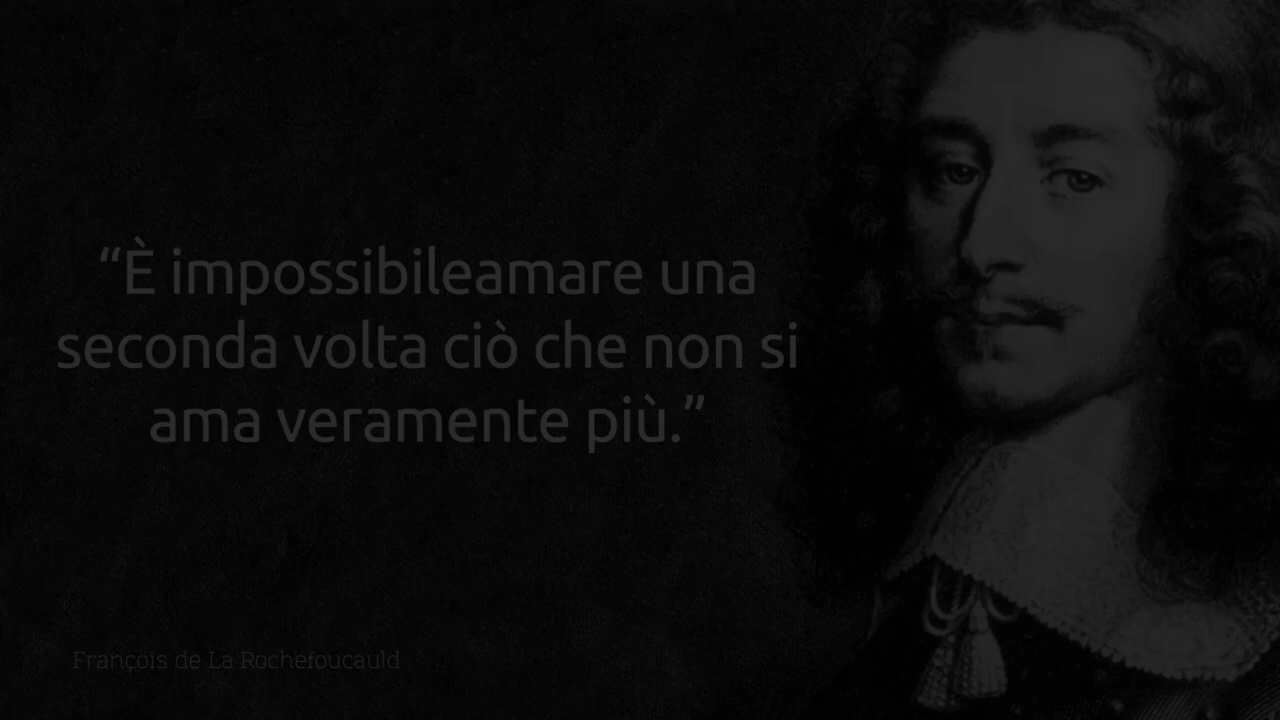 “È impossibileamare una
seconda volta ciò che non si
ama veramente più.”
François de La Rochefoucauld